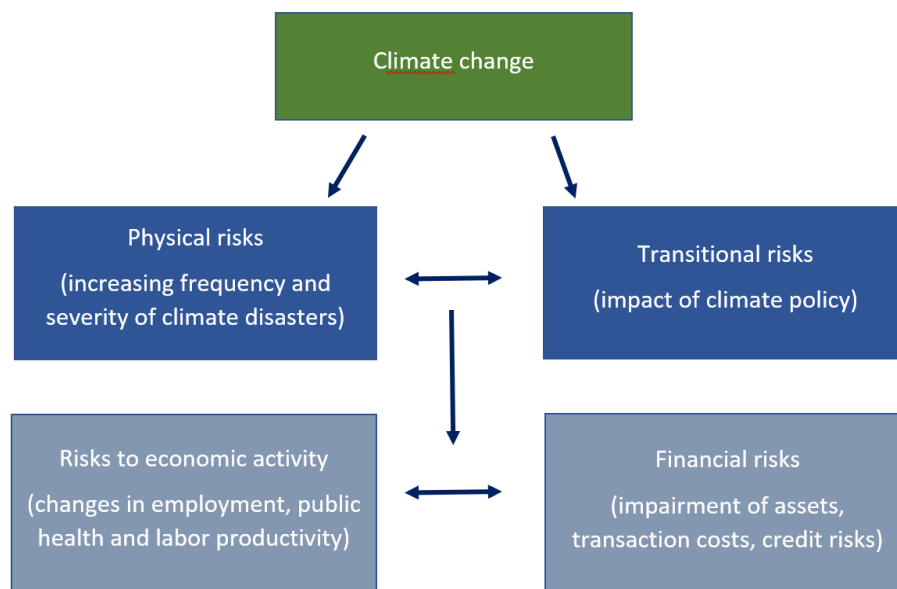 Climate change
Physical risks
(increasing frequency and
severity of climate disasters)
Transitional risks
(impact of climate policy)
Risks to economic activity
(changes in employment, public
health and labor productivity)
Financial risks
(impairment of assets,
transaction costs, credit risks)